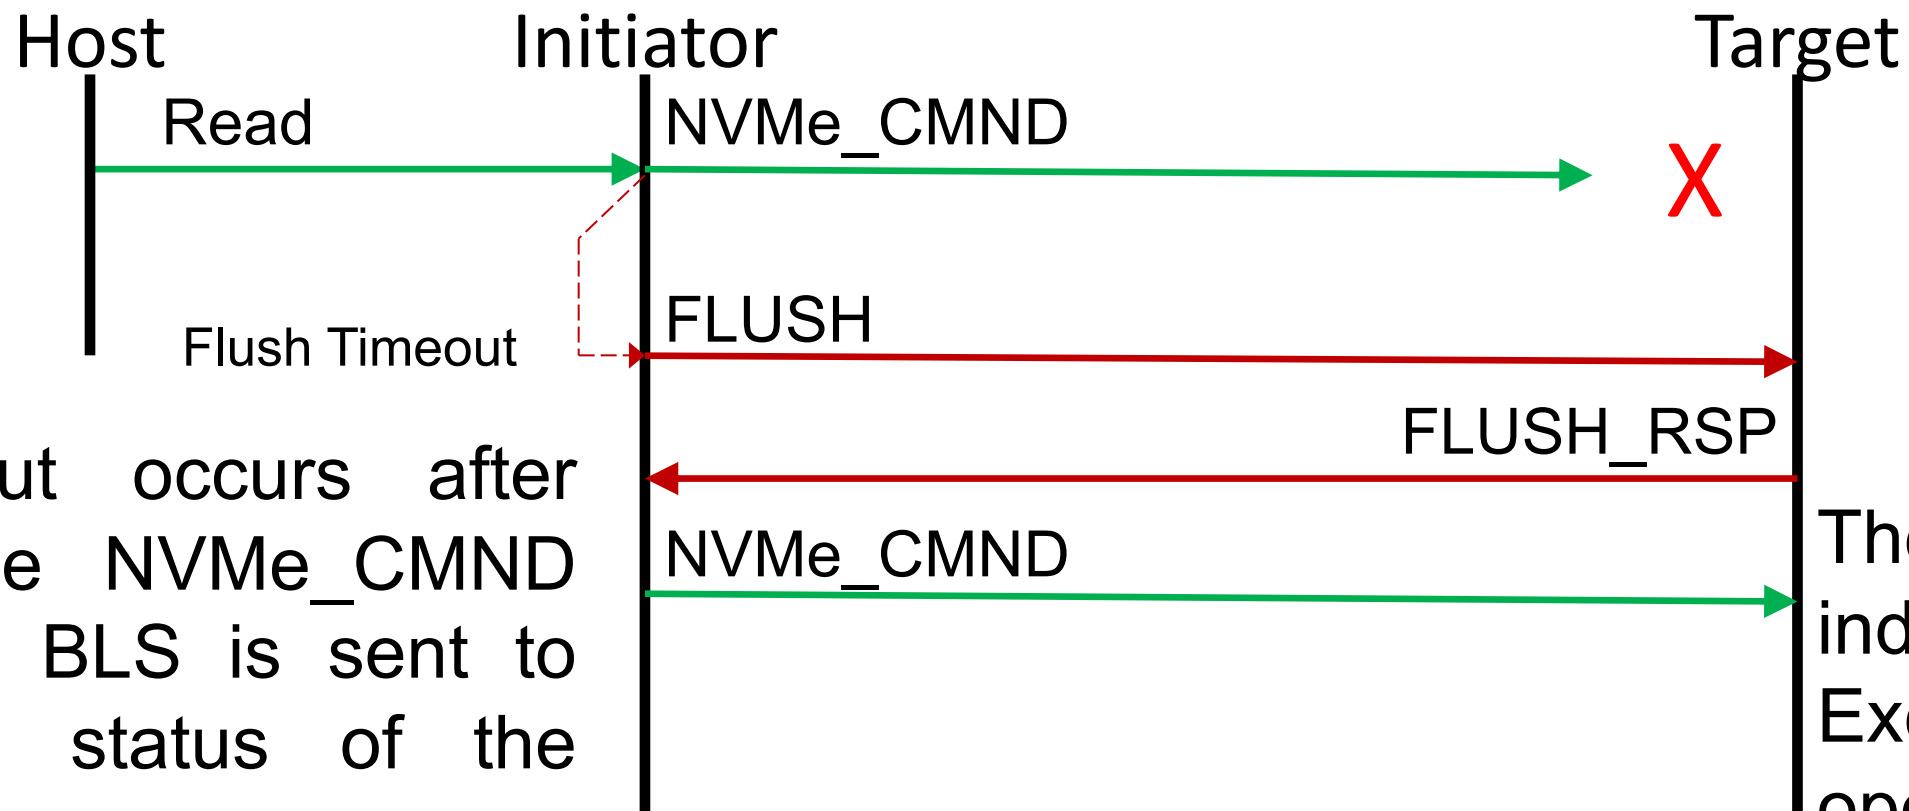 Host Initiator Target
Read NVMe_CMND
X
FLUSH
Flush Timeout
FLUSH_RSP
occurs after
NVMe_CMND
NVMe_CMND
BLS is sent to
status of the